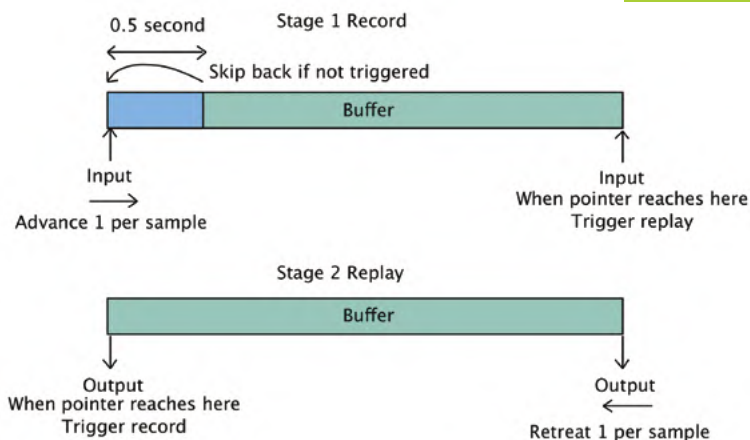 0.5 second
Stage 1 Record
Skip back if not triggered
Buffer
Input
Advance 1 per sample
Input
When pointer reaches here
Trigger replay
Stage 2 Replay
Buffer
Output
When pointer reaches here
Trigger record
Output
Retreat 1 per sample